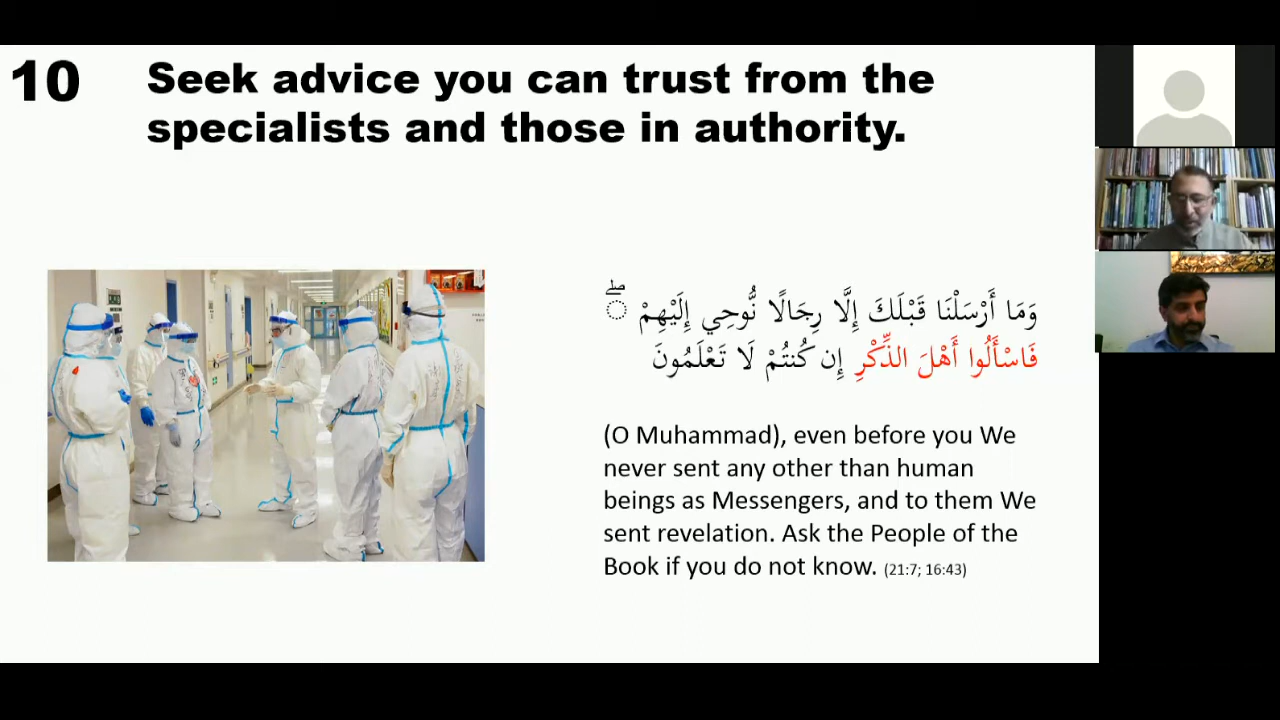 10
Seek advice you can trust from the
specialists and those in authority.
وَمَا أَرْسَلْنَا قَبْلَكَ إِلَّا رِجَالًا نُّوحِي إِلَيْهِمْ ۖ
فَاسْأَلُوا أَهْلَ الذِّكْرِ إِن كُنتُمْ لَا تَعْلَمُونَ
(O Muhammad), even before you We
never sent any other than human
beings as Messengers, and to them We
sent revelation. Ask the People of the
Book if you do not know. (21:7; 16:43)